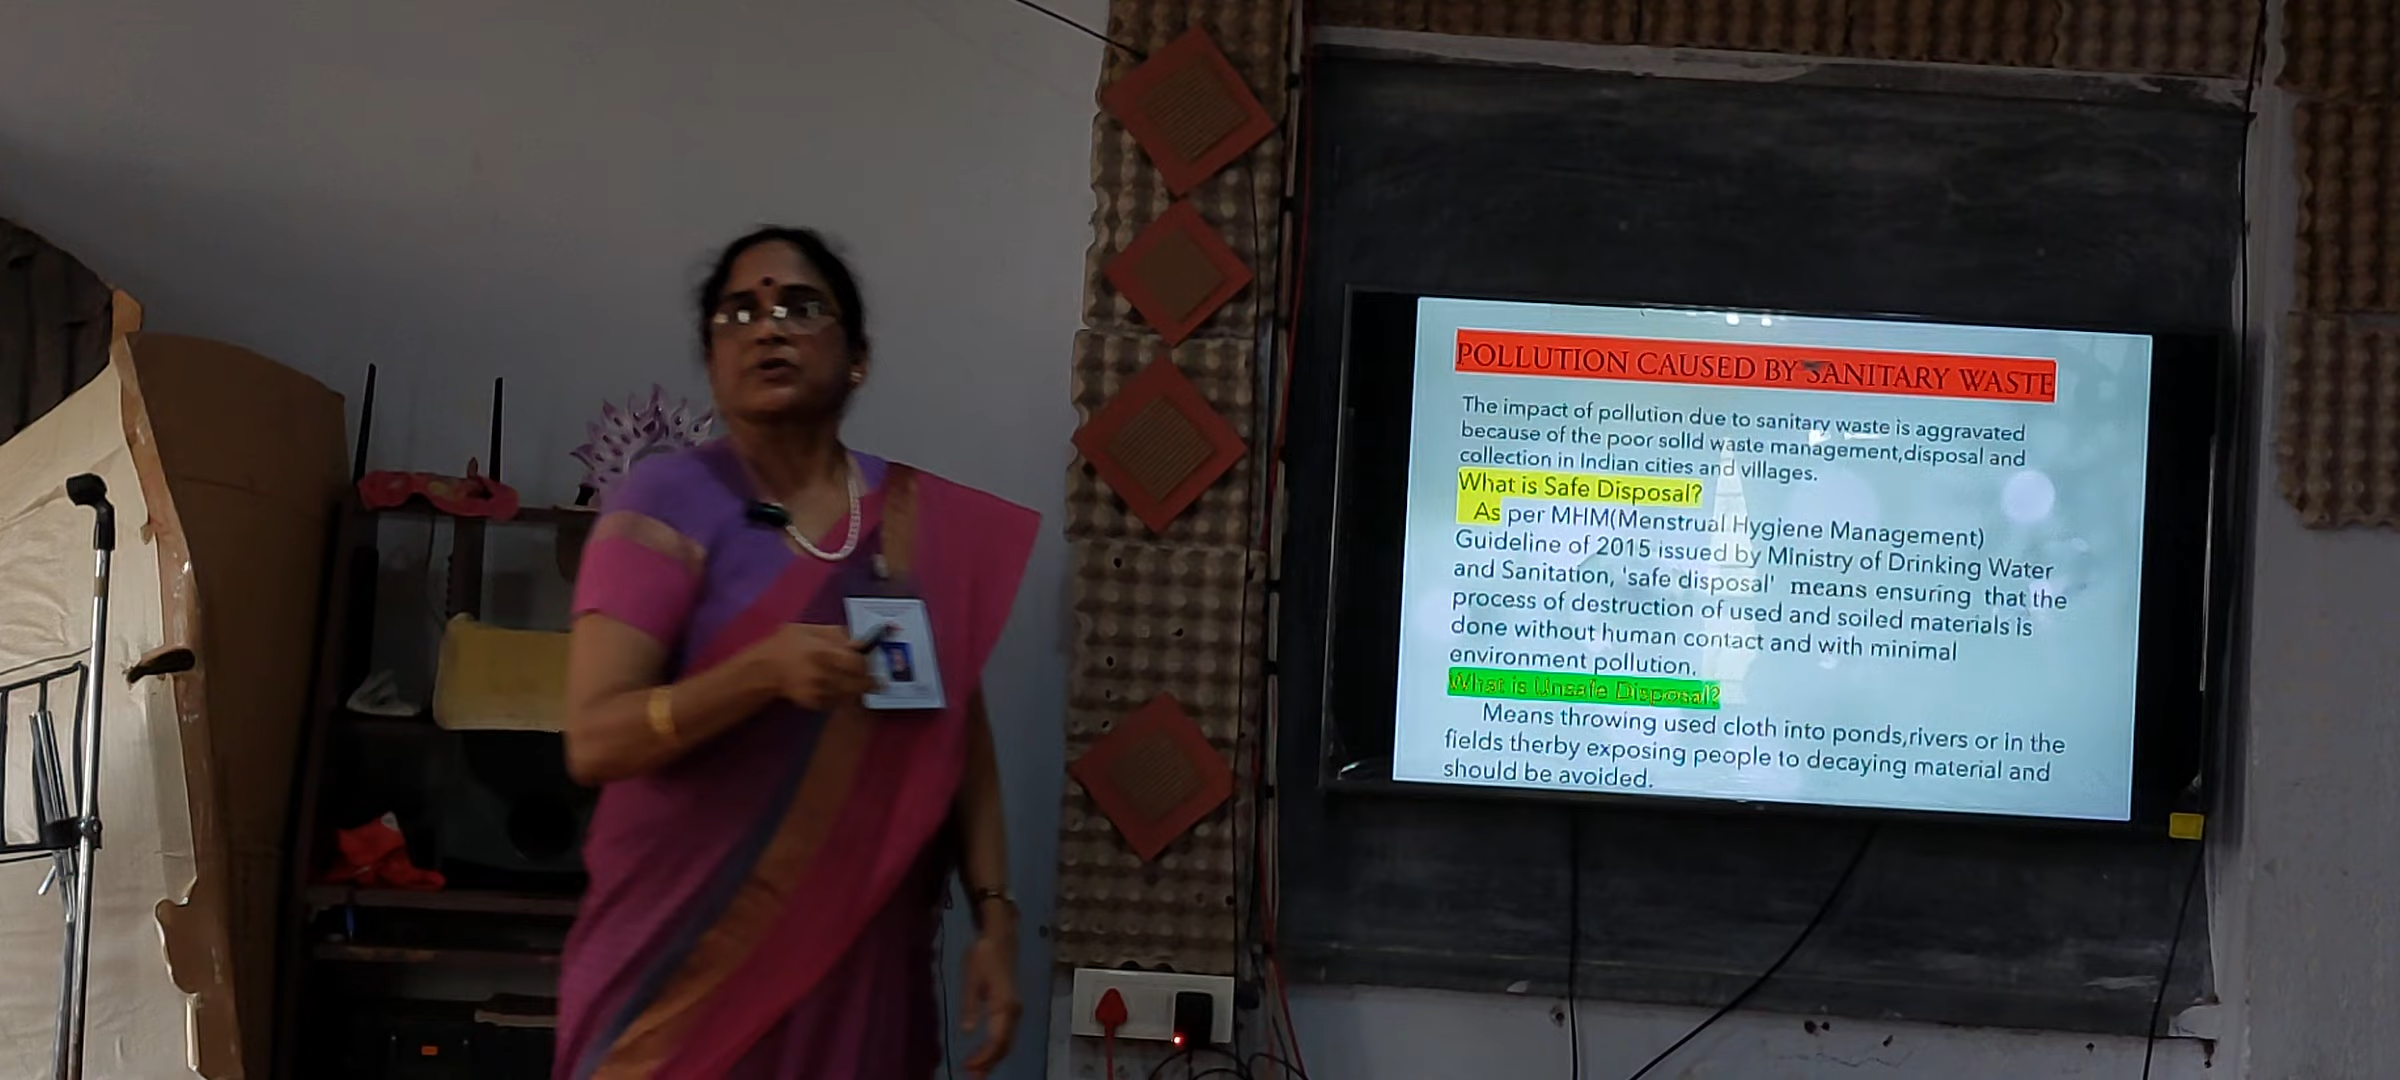 POLLUTION CAUSED BY SANITARY WASTE
The impact of pollution due to sanitary waste is aggravated
because of the poor solid waste management,disposal and
collection in Indian cities and villages.
What is Safe Disposal?
As per MHM(Menstrual Hygiene Management)
Guideline of 2015 issued by MInistry of Drinking Water
and Sanitation, 'safe disposal' means ensuring that the
process of destruction of used and soiled materials is
done without human contact and with minimal
environment pollution.
What is Unsafe Disposal?
Means throwing used cloth into ponds,rivers or in the
fields therby exposing people to decaying material and
should be avoided.